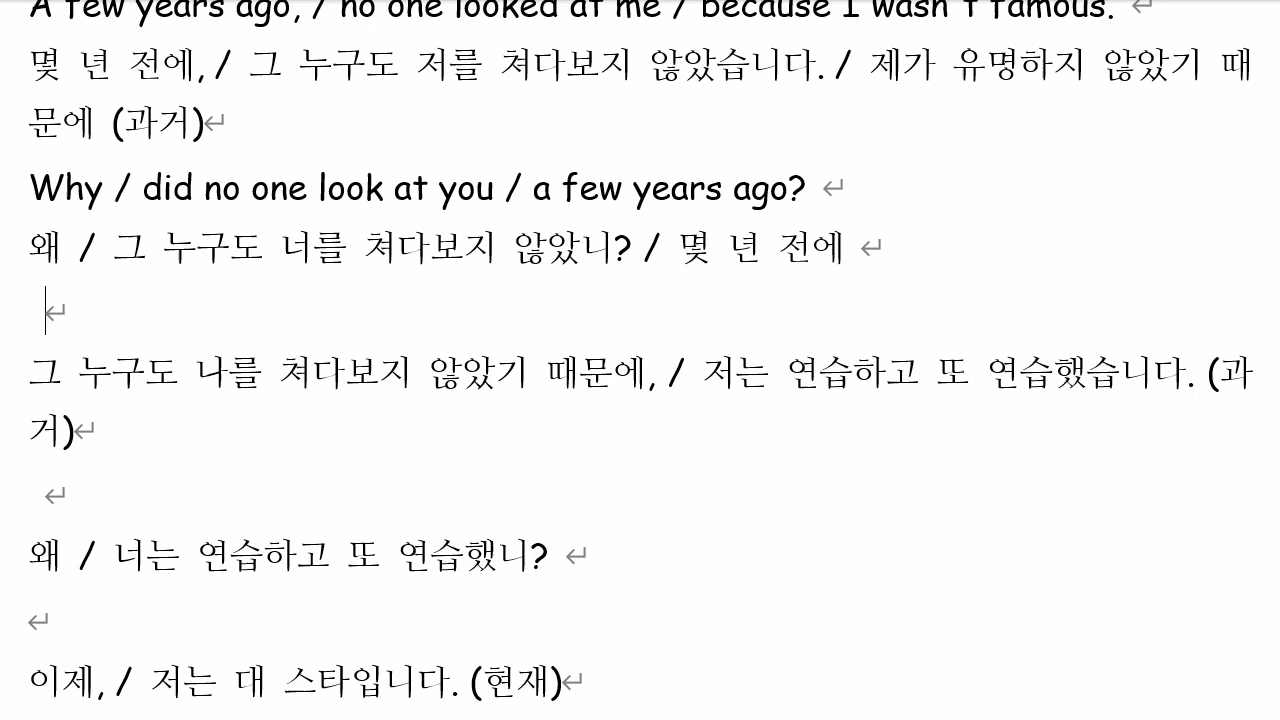 A few years ago, / no one looked at me / because I wasn't famous.
몇 년 전에, / 그 누구도 저를 쳐다보지 않았습니다. / 제가 유명하지 않았기 때
문에 (과거)
Why / did no one look at you / a few years ago?
왜 / 그 누구도 너를 쳐다보지 않았니? / 몇 년 전에
그 누구도 나를 쳐다보지 않았기 때문에, / 저는 연습하고 또 연습했습니다. (과
거)
왜 / 너는 연습하고 또 연습했니?
이제, / 저는 대 스타입니다. (현재)